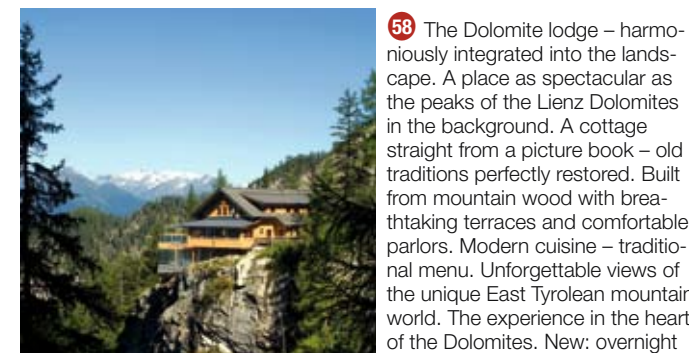 58 The Dolomite lodge – harmo-
niously integrated into the lands-
cape. A place as spectacular as
the peaks of the Lienz Dolomites
in the background. A cottage
straight from a picture book – old
traditions perfectly restored. Built
from mountain wood with brea-
thtaking terraces and comfortable
parlors. Modern cuisine – traditio-
nal menu. Unforgettable views of
the unique East Tyrolean mountain
world. The experience in the heart
of the Dolomites. New: overnight